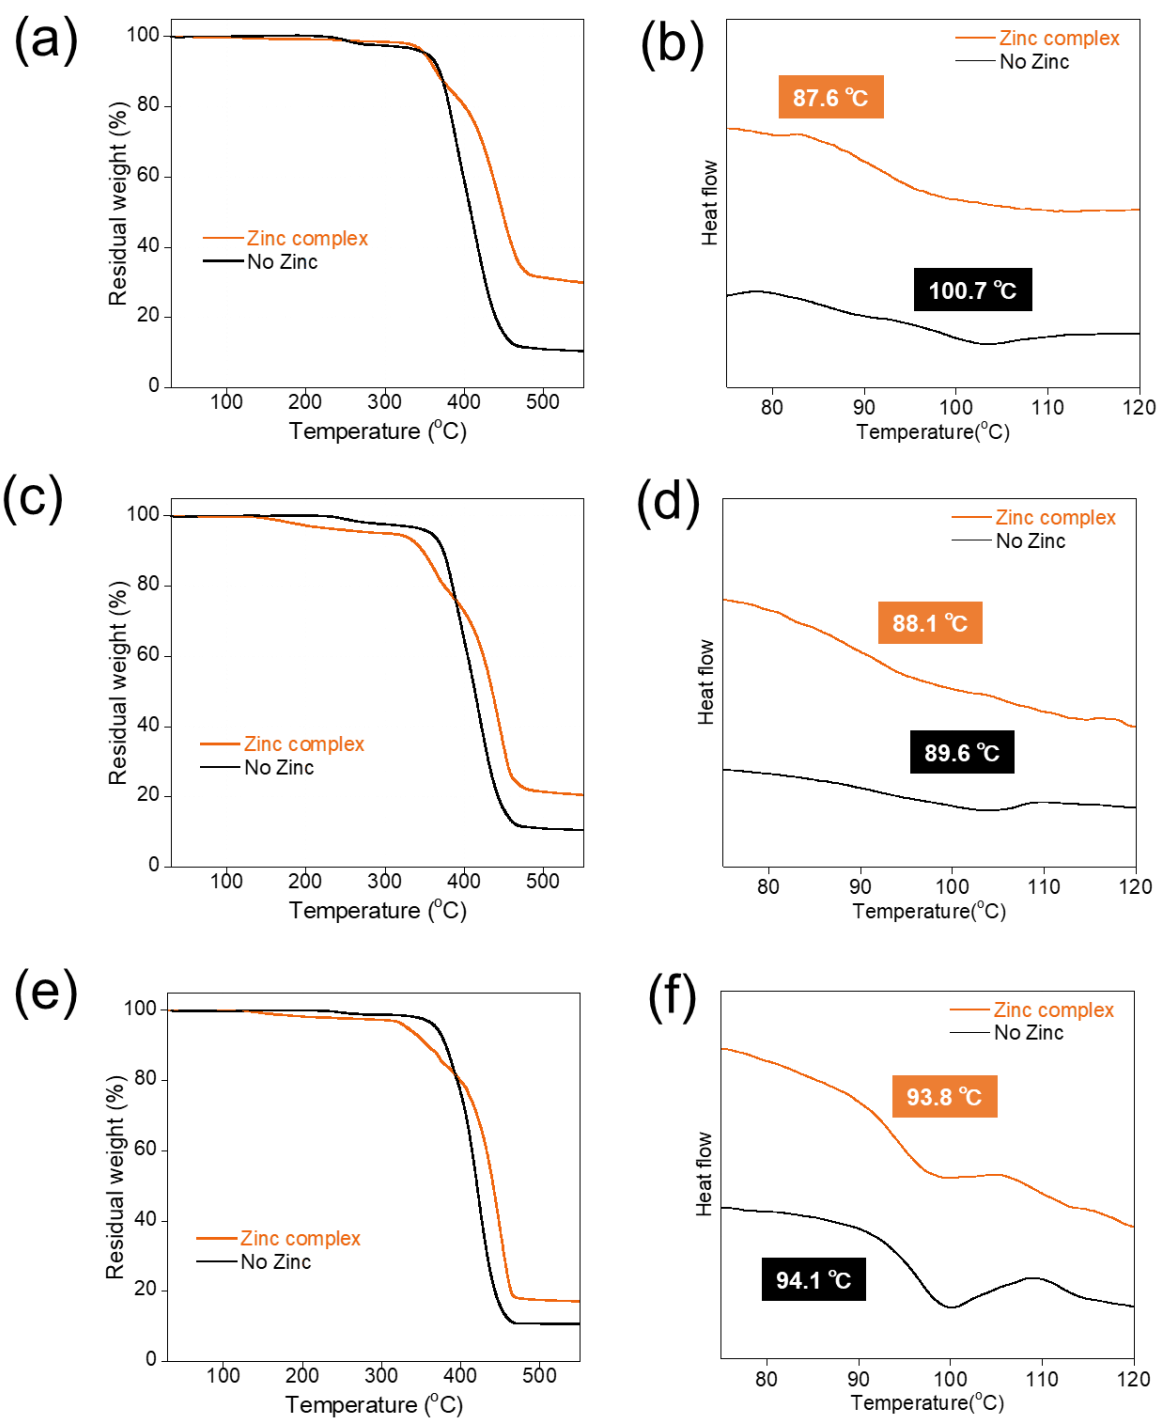 (a)
100
80
60
40
20
0
Residual weight (%)
Zinc complex
No Zinc
100 200 300 400 500
Temperature (°C)
(b)
Zinc complex
No Zinc
87.6 °C
100.7 °C
Heat flow
80 90 100 110 120
Temperature(°C)
(c)
100
80
60
40
20
0
Residual weight (%)
Zinc complex
No Zinc
100 200 300 400 500
Temperature (°C)
(d)
Zinc complex
No Zinc
88.1 °C
89.6 °C
Heat flow
80 90 100 110 120
Temperature(°C)
(e)
100
80
60
40
20
0
Residual weight (%)
Zinc complex
No Zinc
100 200 300 400 500
Temperature (°C)
(f)
Zinc complex
No Zinc
93.8 °C
94.1 °C
Heat flow
80 90 100 110 120
Temperature(°C)